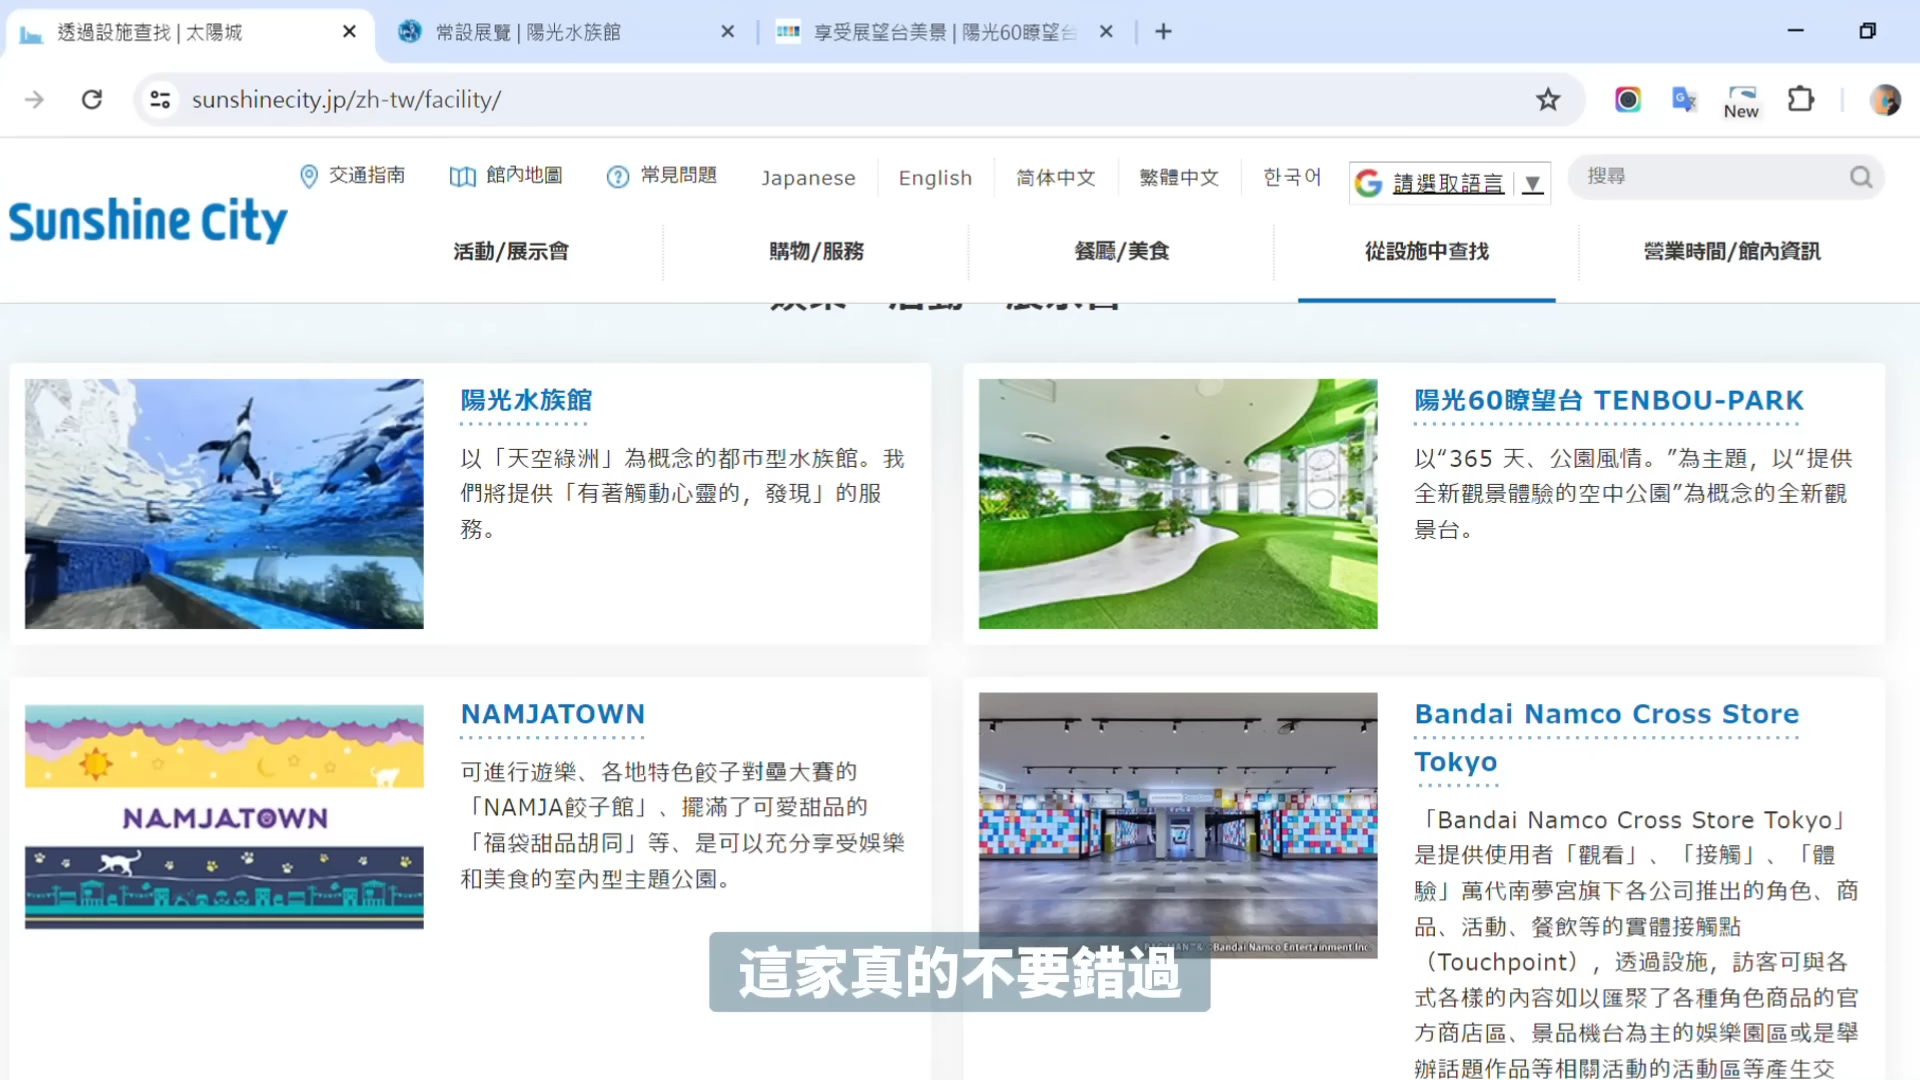 透過設施查找 | 太陽城
常設展覽 | 陽光水族館
享受展望台美景 | 陽光60瞭望台
sunshinecity.jp/zh-tw/facility/
New
Sunshine City
交通指南
館內地圖
常見問題
Japanese
English
简体中文
繁體中文
한국어
請選取語言
搜尋
活動/展示會
購物/服務
餐廳/美食
從設施中查找
營業時間/館內資訊
陽光水族館
以「天空綠洲」為概念的都市型水族館。我
們將提供「有著觸動心靈的，發現」的服
務。
陽光60瞭望台 TENBOU-PARK
以“365 天、公園風情。”為主題，以“提供
全新觀景體驗的空中公園”為概念的全新觀
景台。
NAMJATOWN
NAMJATOWN
可進行遊樂、各地特色餃子對壘大賽的
「NAMJA餃子館」、擺滿了可愛甜品的
「福袋甜品胡同」等、是可以充分享受娛樂
和美食的室內型主題公園。
Bandai Namco Cross Store
Tokyo
「Bandai Namco Cross Store Tokyo」
是提供使用者「觀看」、「接觸」、「體
驗」萬代南夢宮旗下各公司推出的角色、商
品、活動、餐飲等的實體接觸點
（Touchpoint），透過設施，訪客可與各
式各樣的內容如以匯聚了各種角色商品的官
方商店區、景品機台為主的娛樂園區或是舉
辦話題作品等相關活動的活動區等產生交
©Bandai Namco Entertainment Inc.
這家真的不要錯過